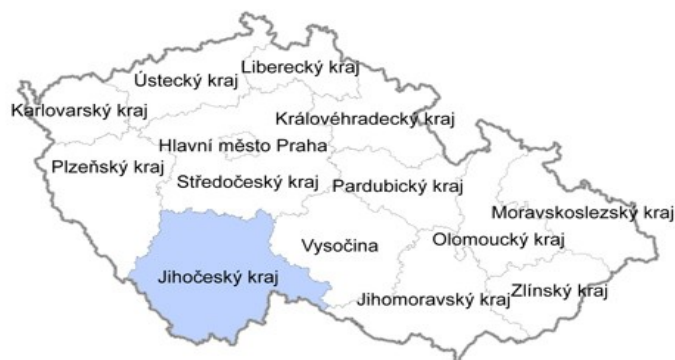 Liberecký kraj
Ústecký kraj
Karlovarský kraj
Královéhradecký kraj
Hlavní město Praha
Plzeňský kraj
Středočeský kraj
Pardubický kraj
Moravskoslezský kraj
Olomoucký kraj
Vysočina
Jihočeský kraj
Zlínský kraj
Jihomoravský kraj